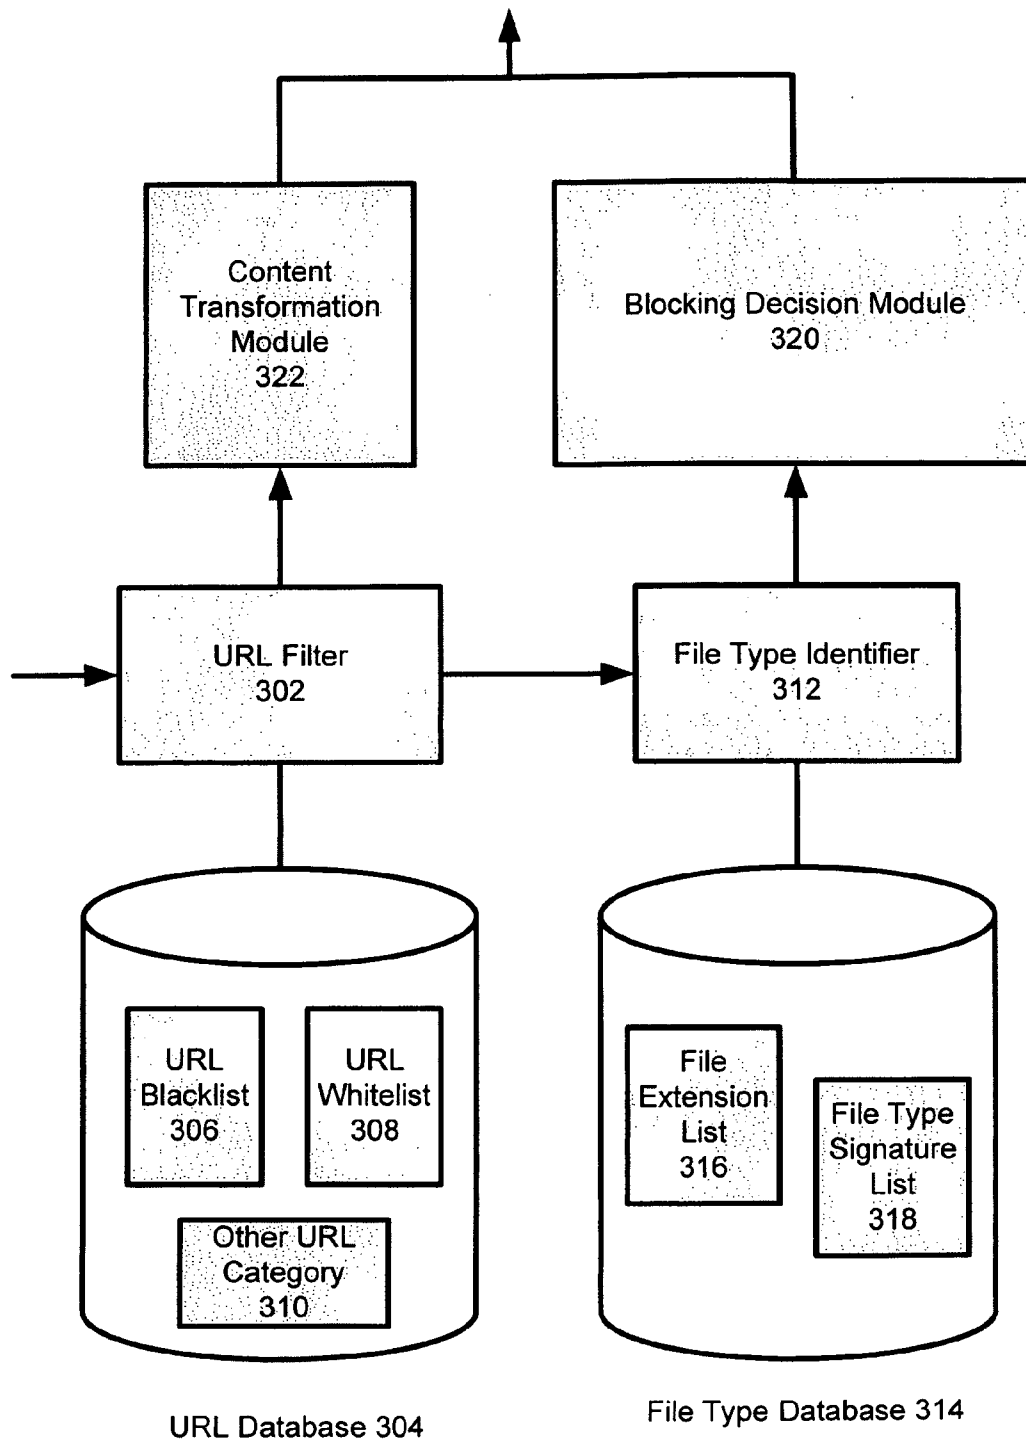 Content
Transformation
Module
322
Blocking Decision Module
320
URL Filter
302
File Type Identifier
312
URL
Blacklist
306
URL
Whitelist
308
Other URL
Category
310
File
Extension
List
316
File Type
Signature
List
318
URL Database 304
File Type Database 314